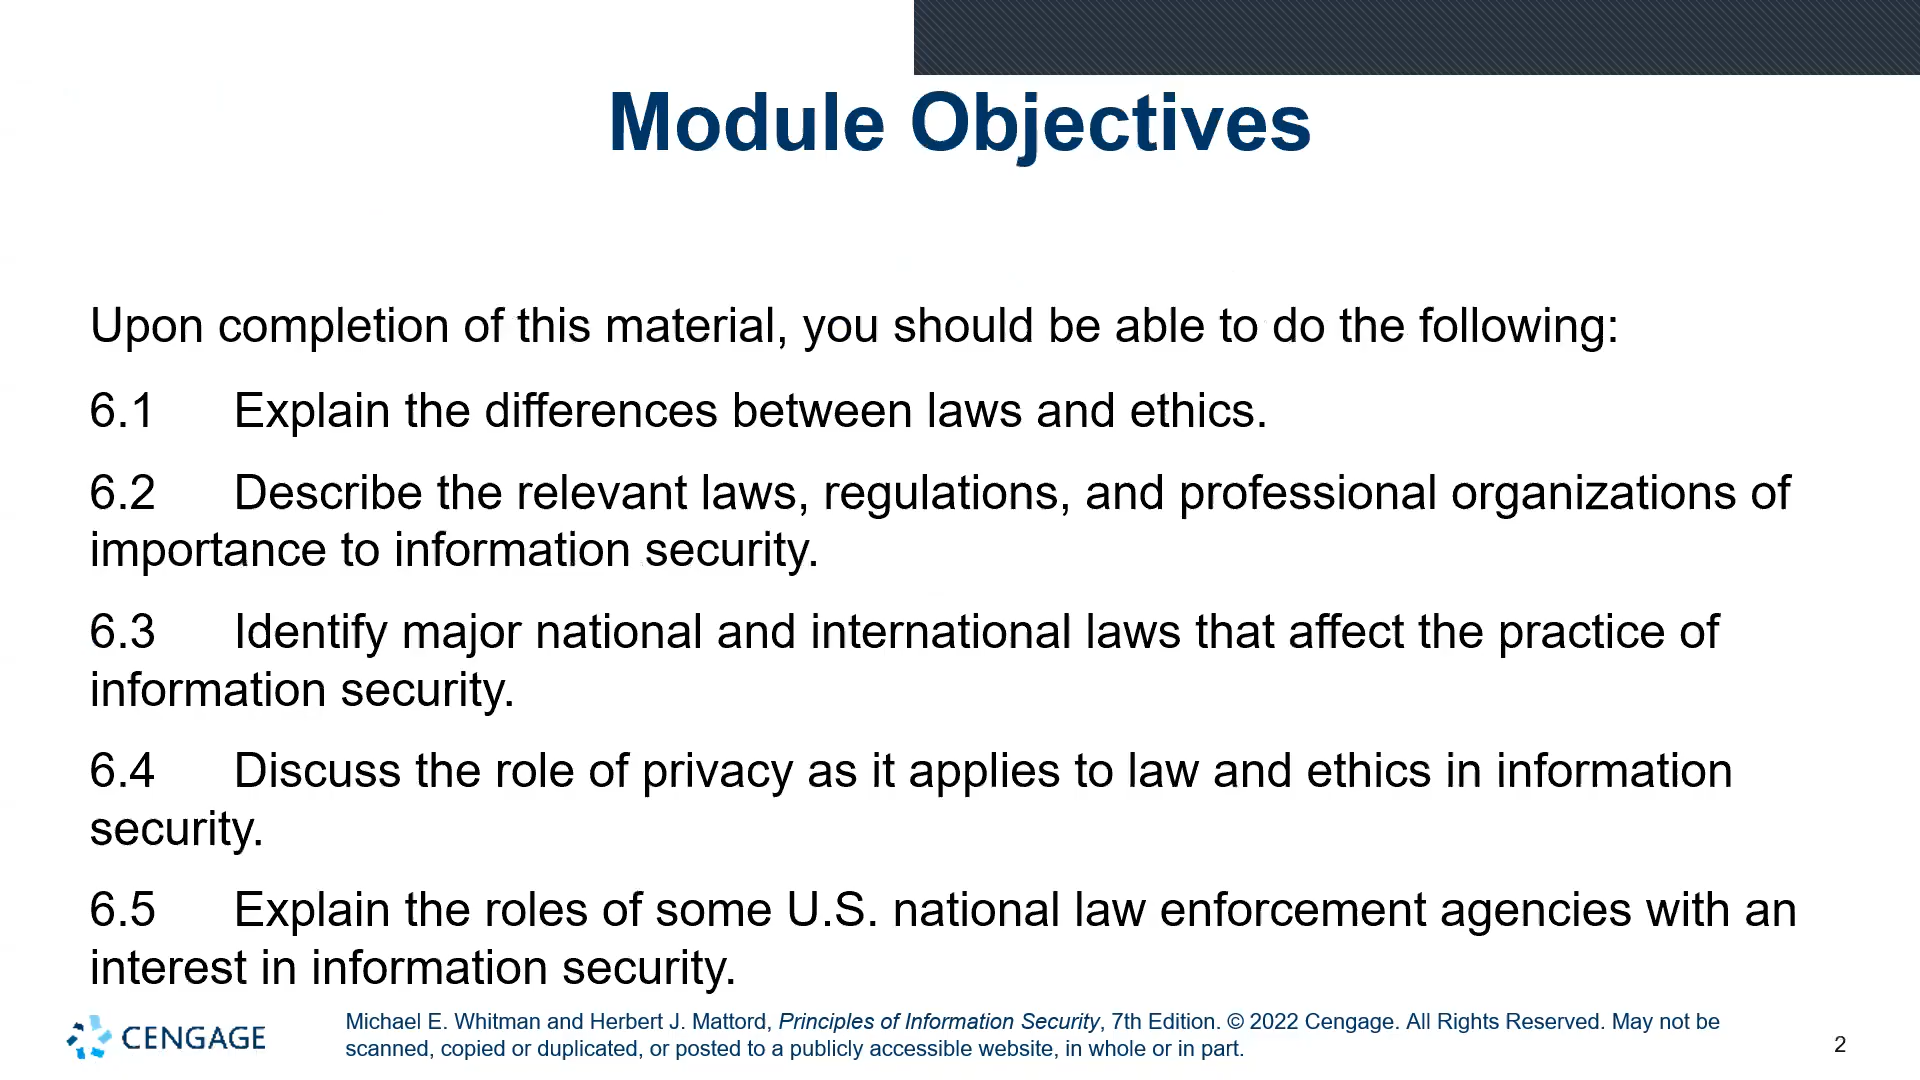 Module Objectives
Upon completion of this material, you should be able to do the following:
6.1 Explain the differences between laws and ethics.
6.2 Describe the relevant laws, regulations, and professional organizations of
importance to information security.
6.3 Identify major national and international laws that affect the practice of
information security.
6.4 Discuss the role of privacy as it applies to law and ethics in information
security.
6.5 Explain the roles of some U.S. national law enforcement agencies with an
interest in information security.
CENGAGE
Michael E. Whitman and Herbert J. Mattord, Principles of Information Security, 7th Edition. © 2022 Cengage. All Rights Reserved. May not be
scanned, copied or duplicated, or posted to a publicly accessible website, in whole or in part.
2